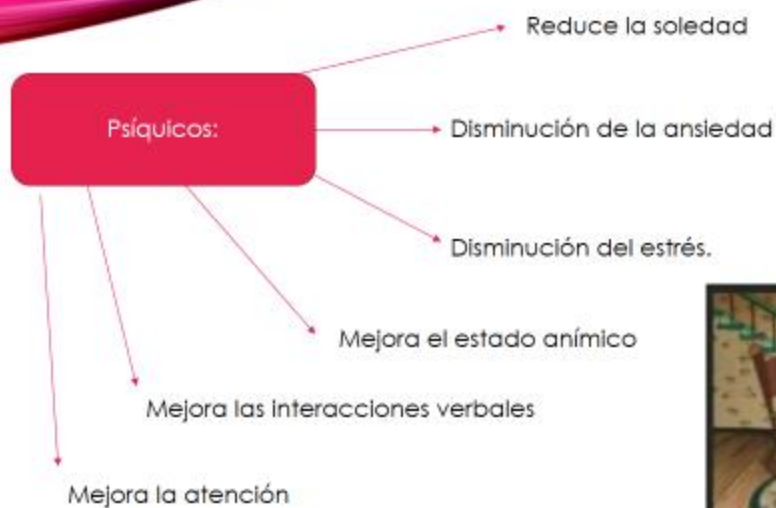 Reduce la soledad
Psíquicos:
Disminución de la ansiedad
Disminución del estrés.
Mejora el estado anímico
Mejora las interacciones verbales
Mejora la atención